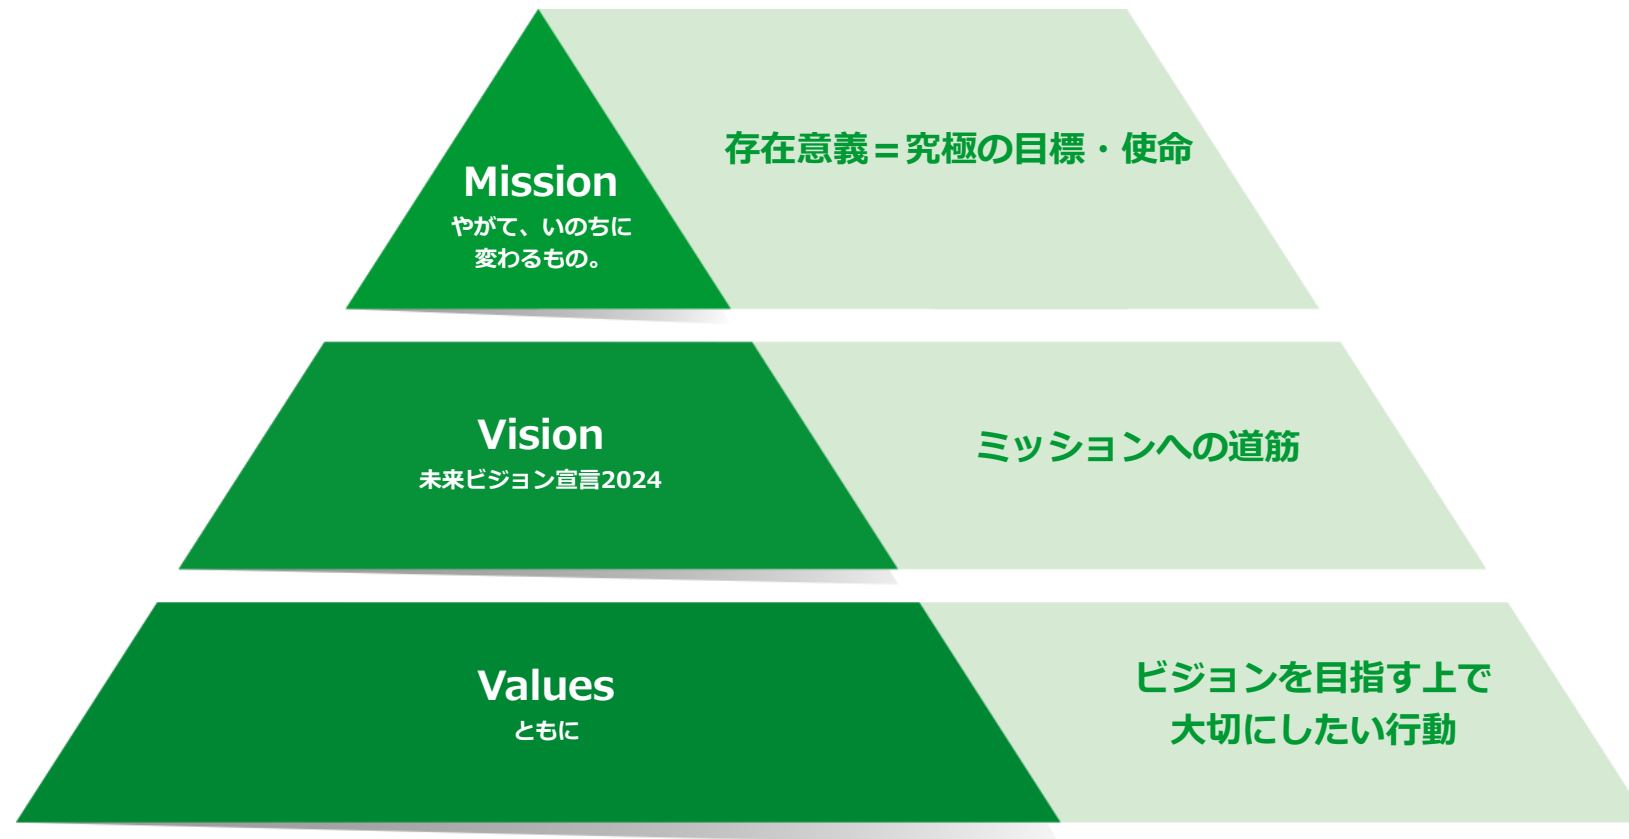 Mission
やがて、いのちに
変わるもの。
存在意義＝究極の目標・使命
Vision
未来ビジョン宣言2024
ミッションへの道筋
Values
ともに
ビジョンを目指す上で
大切にしたい行動